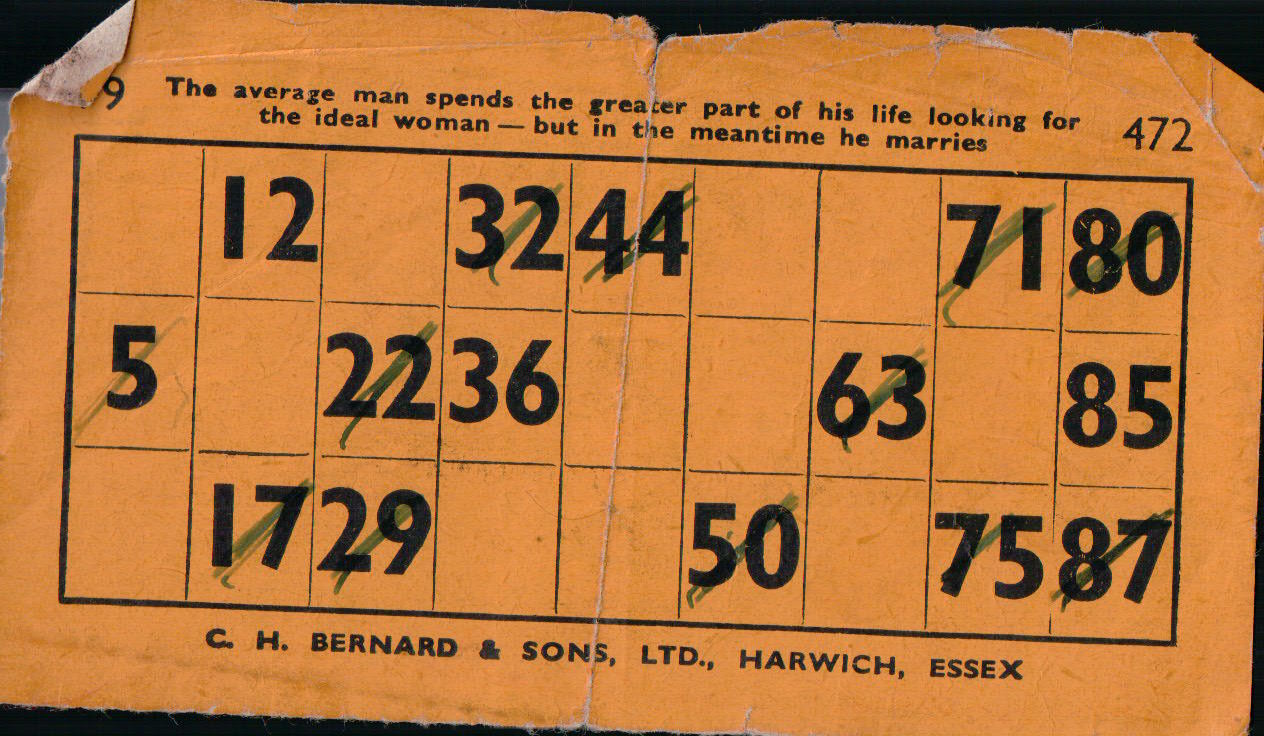 9 The average man spends the greater part of his life looking for 472
the ideal woman — but in the meantime he marries
12 32 44 71 80
5 22 36 63 85
17 29 50 75 87
C. H. BERNARD & SONS, LTD., HARWICH, ESSEX